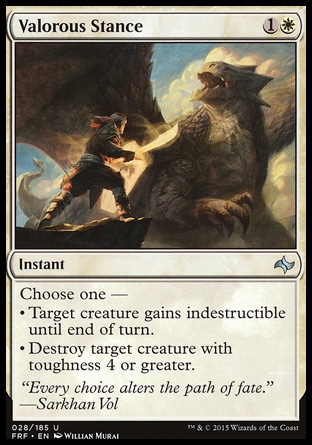 Valorous Stance 1
Instant
Choose one —
• Target creature gains indestructible
until end of turn.
• Destroy target creature with
toughness 4 or greater.
“Every choice alters the path of fate.”
—Sarkhan Vol
028/185 U
FRF • EN Willian Murai
™ & © 2015 Wizards of the Coast